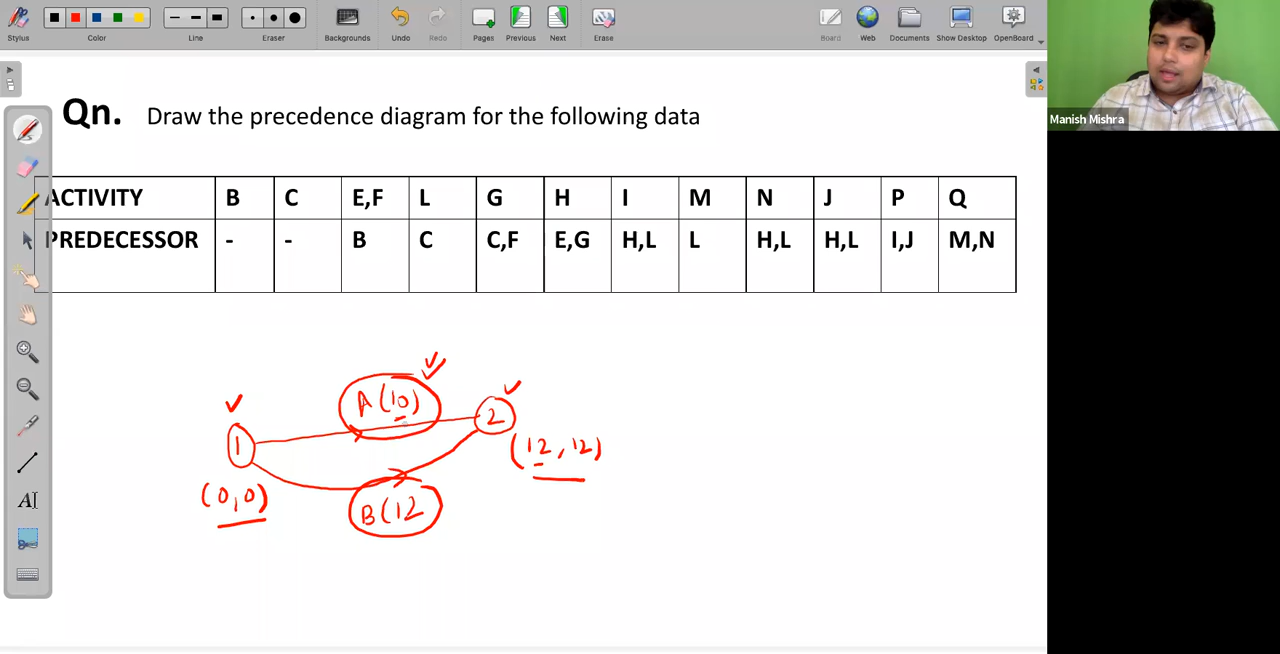 Stylus Color Line Eraser Backgrounds Undo Redo Pages Previous Next Erase Board Web Documents Show Desktop OpenBoard
Manish Mishra
Qn. Draw the precedence diagram for the following data
ACTIVITY B C E,F L G H I M N J P Q
PREDECESSOR - - B C C,F E,G H,L L H,L H,L I,J M,N
A(10)
1 2
(12,12)
(0,0)
B(12
AI